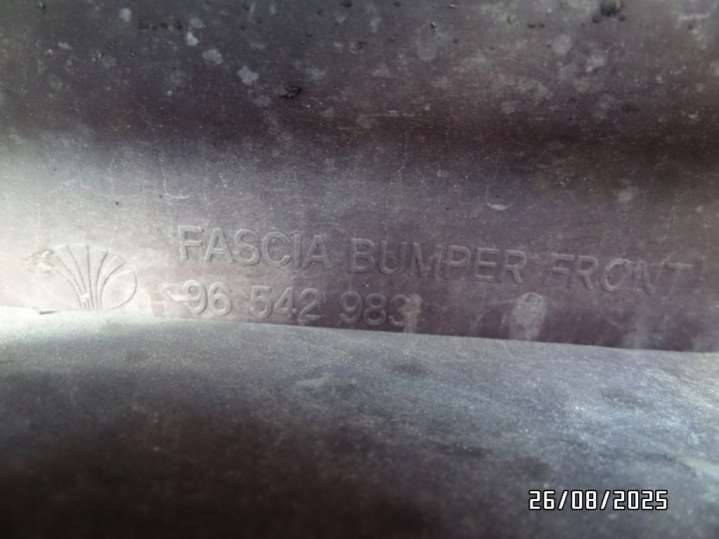 FASCIA BUMPER FRONT
96 542 983
26/08/2025